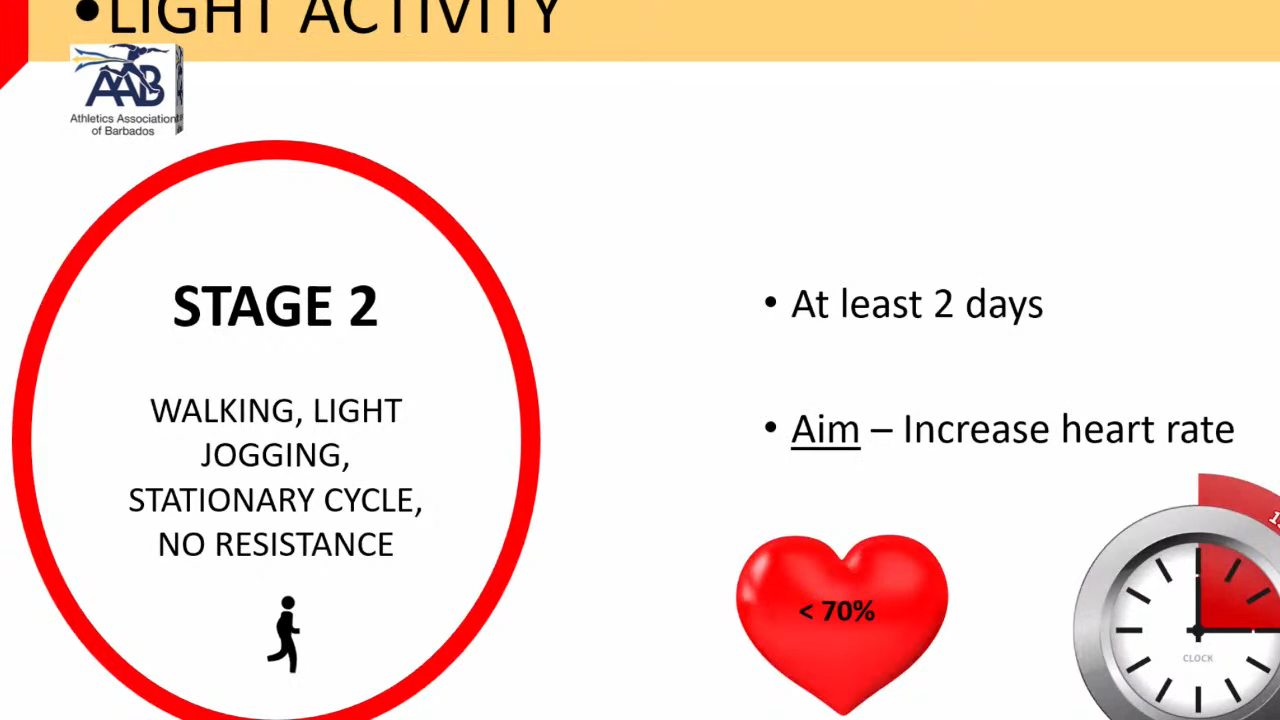 •LIGHT ACTIVITY
AAB
Athletics Association
of Barbados
STAGE 2
WALKING, LIGHT
JOGGING,
STATIONARY CYCLE,
NO RESISTANCE
• At least 2 days
• Aim – Increase heart rate
< 70%
CLOCK